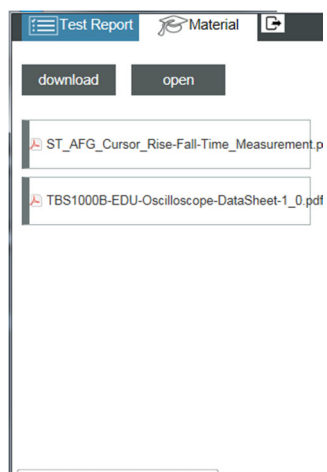 Test Report Material
download open
ST_AFG_Cursor_Rise-Fall-Time_Measurement.p
TBS1000B-EDU-Oscilloscope-DataSheet-1_0.pdf